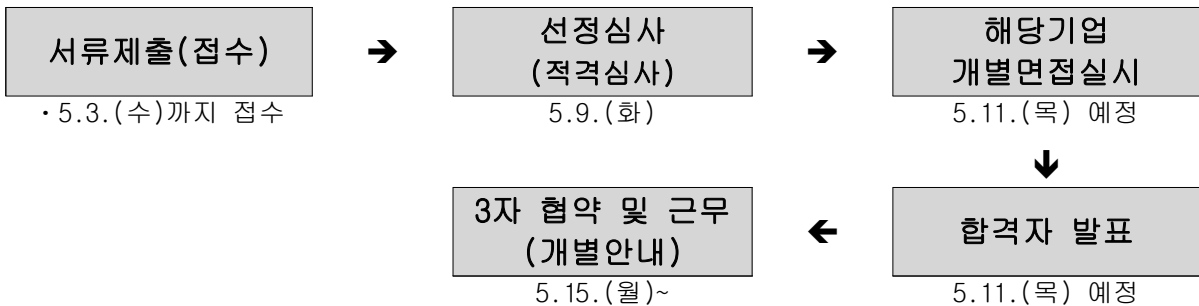 서류제출(접수)
➔
선정심사
(적격심사)
➔
해당기업
개별면접실시
・5.3.(수)까지 접수
5.9.(화)
5.11.(목) 예정
합격자 발표
5.11.(목) 예정
3자 협약 및 근무
(개별안내)
5.15.(월)~